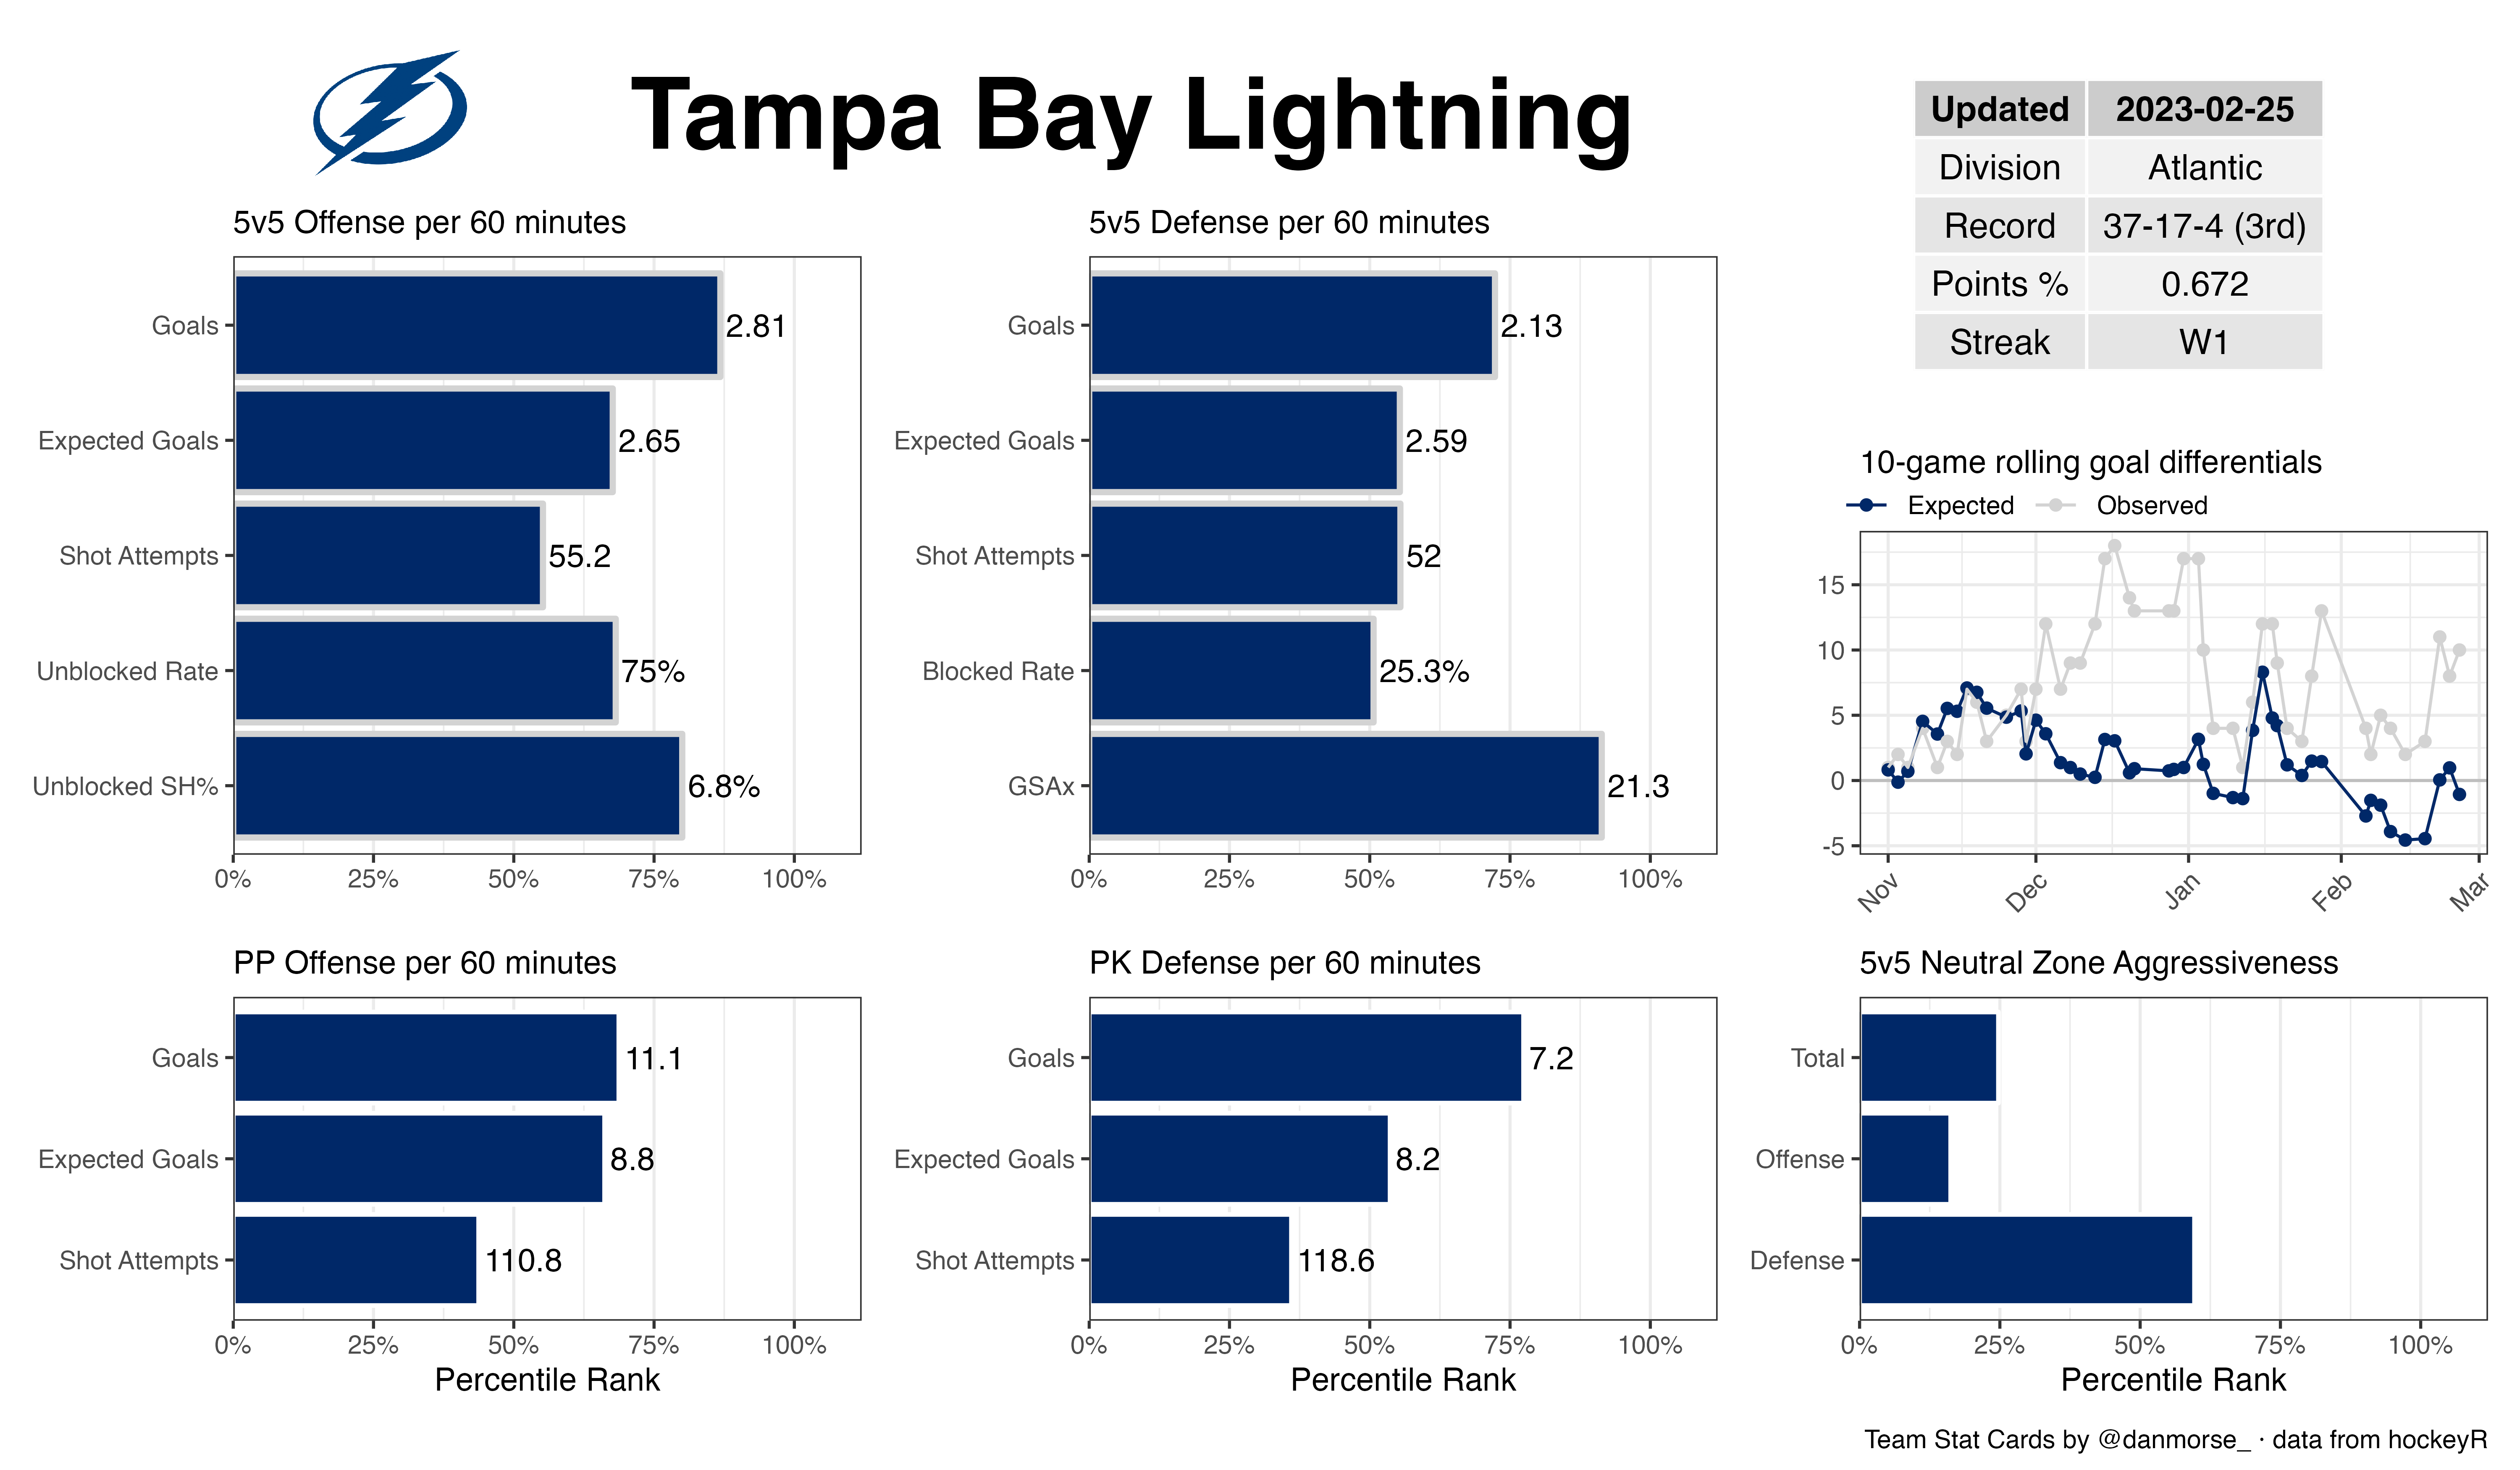 Tampa Bay Lightning
Updated 2023-02-25
Division Atlantic
Record 37-17-4 (3rd)
Points % 0.672
Streak W1
5v5 Offense per 60 minutes
Goals 2.81
Expected Goals 2.65
Shot Attempts 55.2
Unblocked Rate 75%
Unblocked SH% 6.8%
0% 25% 50% 75% 100%
5v5 Defense per 60 minutes
Goals 2.13
Expected Goals 2.59
Shot Attempts 52
Blocked Rate 25.3%
GSAx 21.3
0% 25% 50% 75% 100%
10-game rolling goal differentials
Expected Observed
15
10
5
0
-5
Nov Dec Jan Feb Mar
PP Offense per 60 minutes
Goals 11.1
Expected Goals 8.8
Shot Attempts 110.8
0% 25% 50% 75% 100%
Percentile Rank
PK Defense per 60 minutes
Goals 7.2
Expected Goals 8.2
Shot Attempts 118.6
0% 25% 50% 75% 100%
Percentile Rank
5v5 Neutral Zone Aggressiveness
Total
Offense
Defense
0% 25% 50% 75% 100%
Percentile Rank
Team Stat Cards by @danmorse_ · data from hockeyR